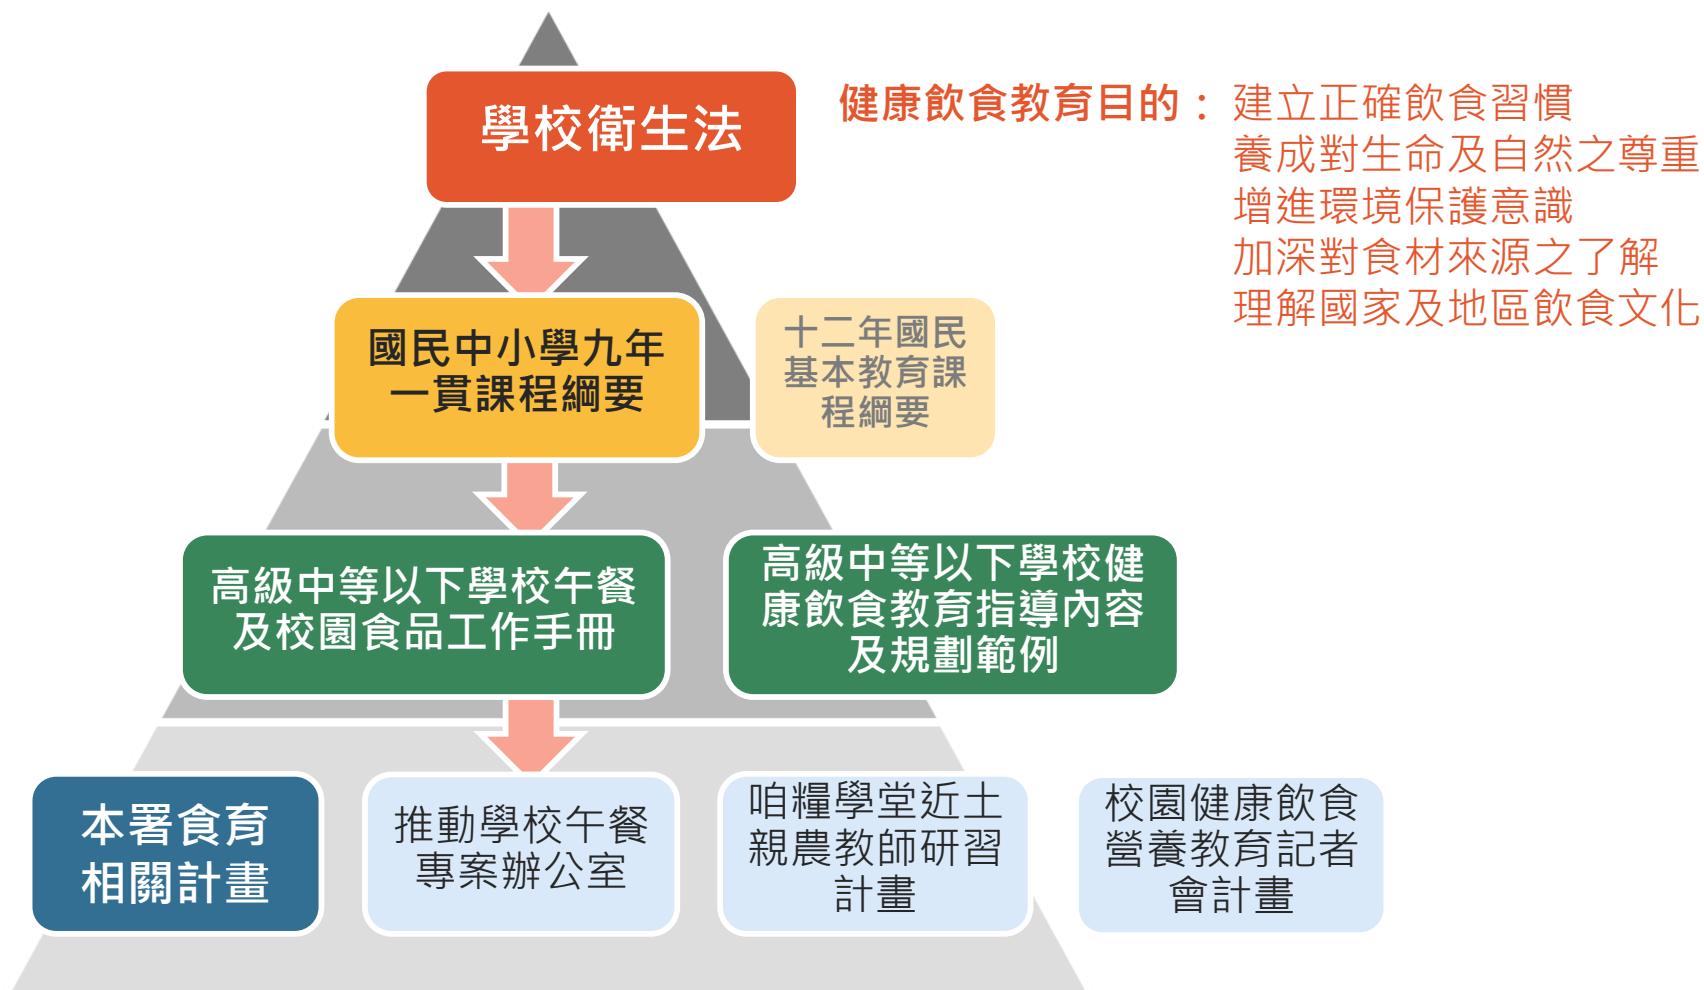 學校衛生法
健康飲食教育目的：建立正確飲食習慣
養成對生命及自然之尊重
增進環境保護意識
加深對食材來源之了解
理解國家及地區飲食文化
國民中小學九年
一貫課程綱要
十二年國民
基本教育課
程綱要
高級中等以下學校午餐
及校園食品工作手冊
高級中等以下學校健
康飲食教育指導內容
及規劃範例
本署食育
相關計畫
推動學校午餐
專案辦公室
咱糧學堂近土
親農教師研習
計畫
校園健康飲食
營養教育記者
會計畫